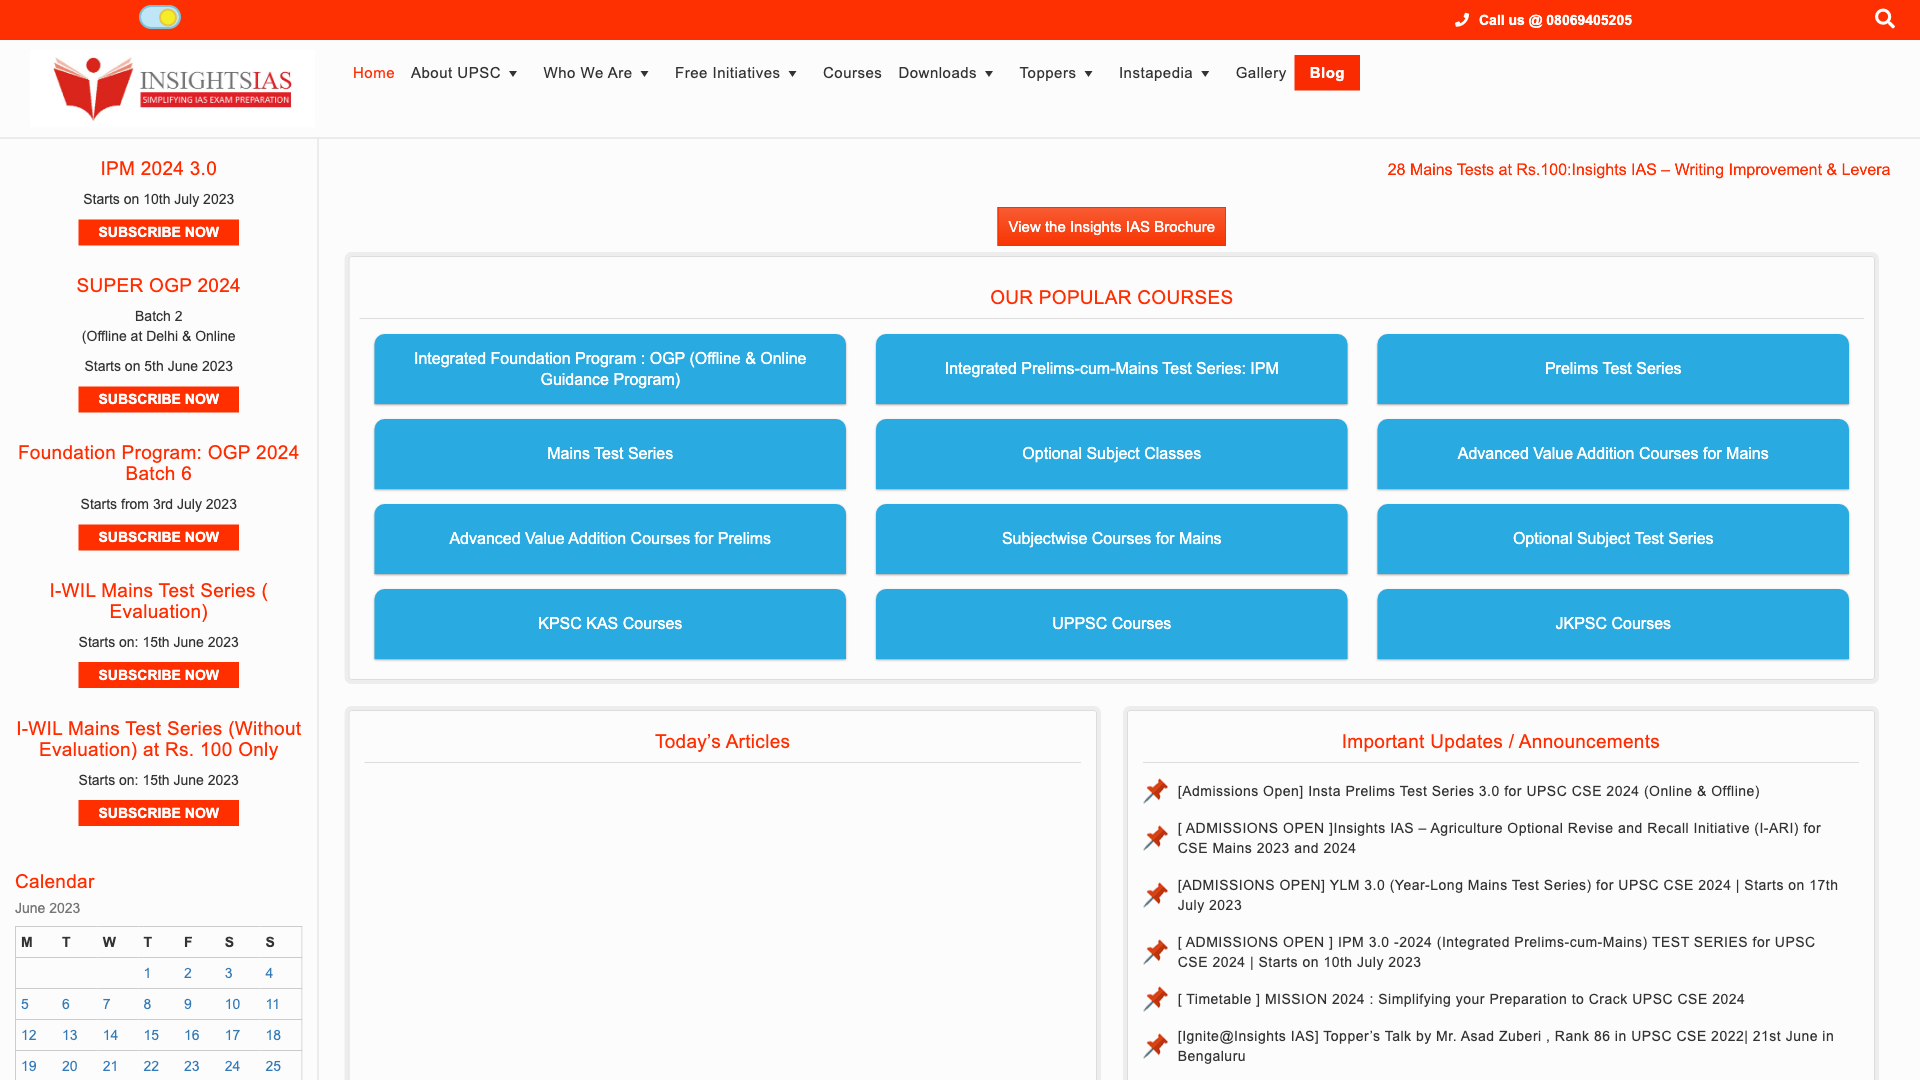 Call us @ 08069405205
INSIGHTSIAS
SIMPLIFYING IAS EXAM PREPARATION
Home
About UPSC
Who We Are
Free Initiatives
Courses
Downloads
Toppers
Instapedia
Gallery
Blog
IPM 2024 3.0
Starts on 10th July 2023
SUBSCRIBE NOW
SUPER OGP 2024
Batch 2
(Offline at Delhi & Online
Starts on 5th June 2023
SUBSCRIBE NOW
Foundation Program: OGP 2024
Batch 6
Starts from 3rd July 2023
SUBSCRIBE NOW
I-WIL Mains Test Series (
Evaluation)
Starts on: 15th June 2023
SUBSCRIBE NOW
I-WIL Mains Test Series (Without
Evaluation) at Rs. 100 Only
Starts on: 15th June 2023
SUBSCRIBE NOW
Calendar
June 2023
M T W T F S S
1 2 3 4
5 6 7 8 9 10 11
12 13 14 15 16 17 18
19 20 21 22 23 24 25
28 Mains Tests at Rs.100:Insights IAS – Writing Improvement & Levera
View the Insights IAS Brochure
OUR POPULAR COURSES
Integrated Foundation Program : OGP (Offline & Online
Guidance Program)
Integrated Prelims-cum-Mains Test Series: IPM
Prelims Test Series
Mains Test Series
Optional Subject Classes
Advanced Value Addition Courses for Mains
Advanced Value Addition Courses for Prelims
Subjectwise Courses for Mains
Optional Subject Test Series
KPSC KAS Courses
UPPSC Courses
JKPSC Courses
Today’s Articles
Important Updates / Announcements
[Admissions Open] Insta Prelims Test Series 3.0 for UPSC CSE 2024 (Online & Offline)
[ ADMISSIONS OPEN ]Insights IAS – Agriculture Optional Revise and Recall Initiative (I-ARI) for
CSE Mains 2023 and 2024
[ADMISSIONS OPEN] YLM 3.0 (Year-Long Mains Test Series) for UPSC CSE 2024 | Starts on 17th
July 2023
[ ADMISSIONS OPEN ] IPM 3.0 -2024 (Integrated Prelims-cum-Mains) TEST SERIES for UPSC
CSE 2024 | Starts on 10th July 2023
[ Timetable ] MISSION 2024 : Simplifying your Preparation to Crack UPSC CSE 2024
[Ignite@Insights IAS] Topper’s Talk by Mr. Asad Zuberi , Rank 86 in UPSC CSE 2022| 21st June in
Bengaluru